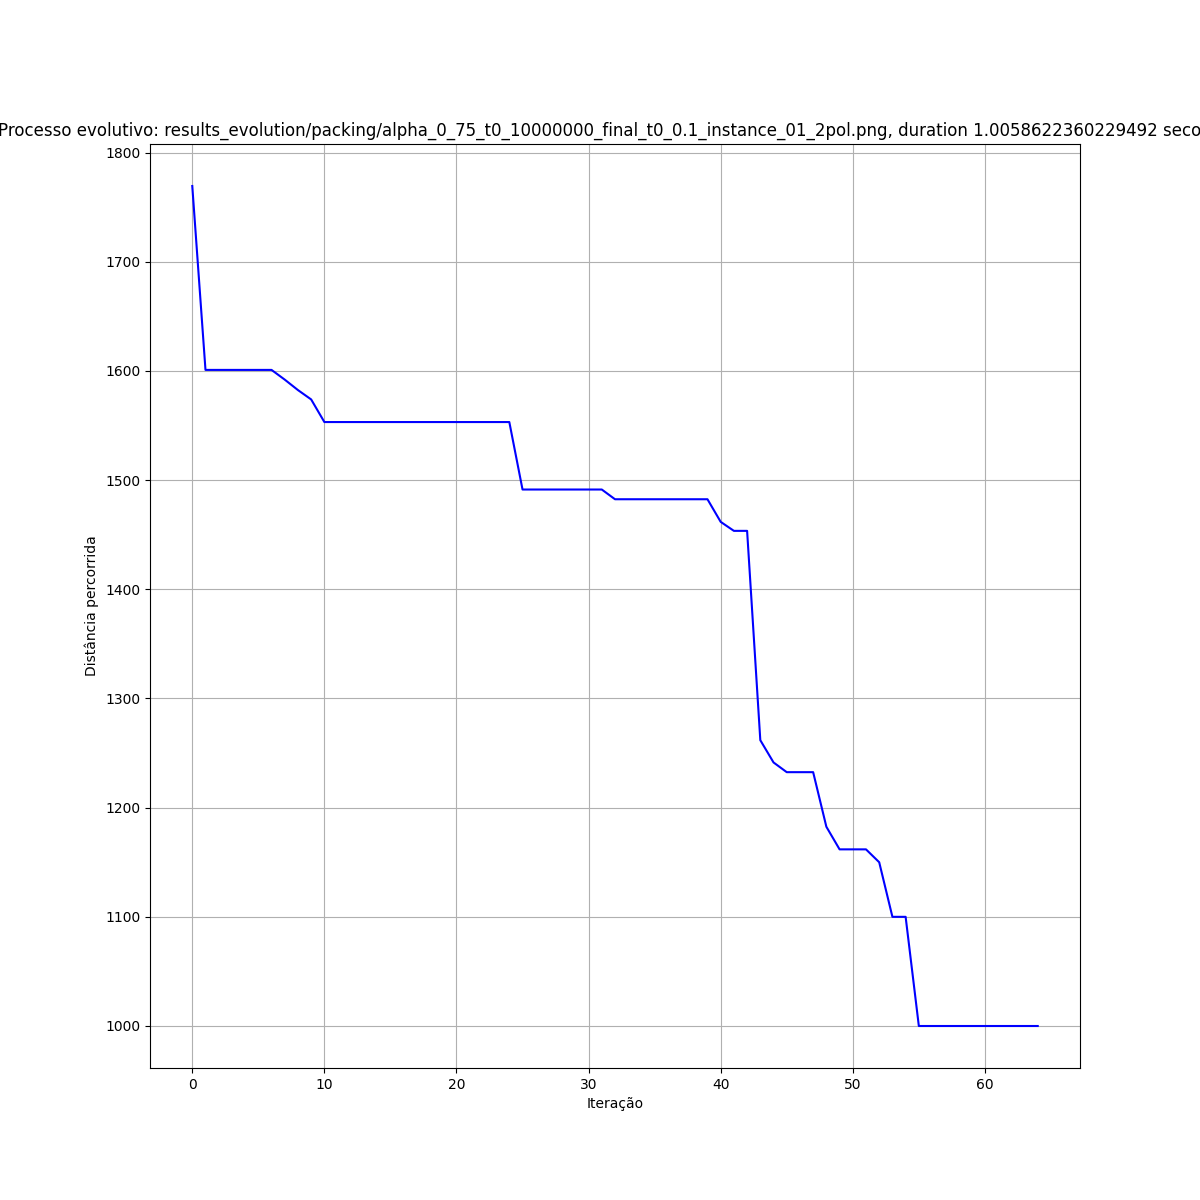 Processo evolutivo: results_evolution/packing/alpha_0_75_t0_10000000_final_t0_0.1_instance_01_2pol.png, duration 1.0058622360229492 seco
1800
1700
1600
1500
1400
1300
1200
1100
1000
Distância percorrida
0 10 20 30 40 50 60
Iteração